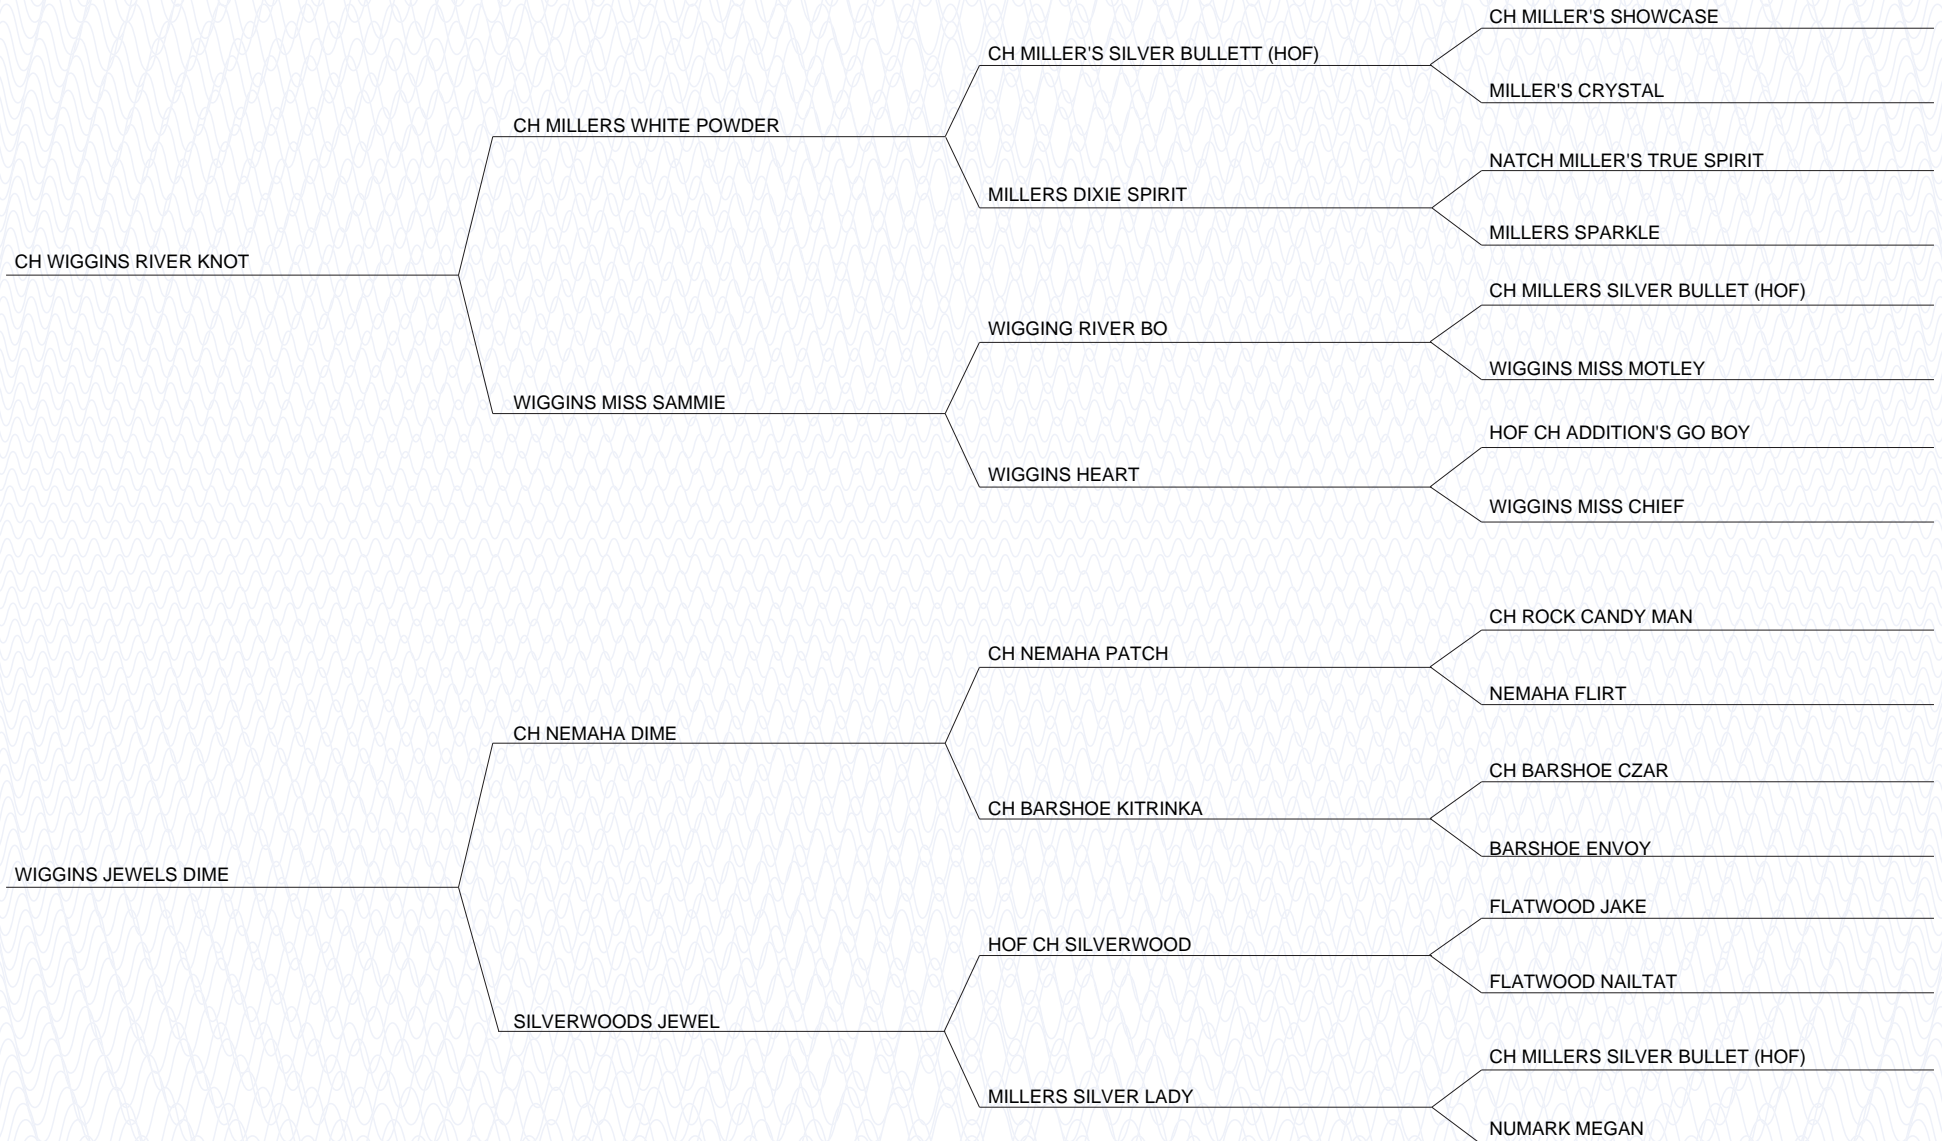 CH MILLER'S SHOWCASE
CH MILLER'S SILVER BULLETT (HOF)
MILLER'S CRYSTAL
CH MILLERS WHITE POWDER
NATCH MILLER'S TRUE SPIRIT
MILLERS DIXIE SPIRIT
MILLERS SPARKLE
CH WIGGINS RIVER KNOT
CH MILLERS SILVER BULLET (HOF)
WIGGING RIVER BO
WIGGINS MISS MOTLEY
WIGGINS MISS SAMMIE
HOF CH ADDITION'S GO BOY
WIGGINS HEART
WIGGINS MISS CHIEF
CH ROCK CANDY MAN
CH NEMAHA PATCH
NEMAHA FLIRT
CH NEMAHA DIME
CH BARSHOE CZAR
CH BARSHOE KITRINKA
BARSHOE ENVOY
WIGGINS JEWELS DIME
FLATWOOD JAKE
HOF CH SILVERWOOD
FLATWOOD NAILTAT
SILVERWOODS JEWEL
CH MILLERS SILVER BULLET (HOF)
MILLERS SILVER LADY
NUMARK MEGAN